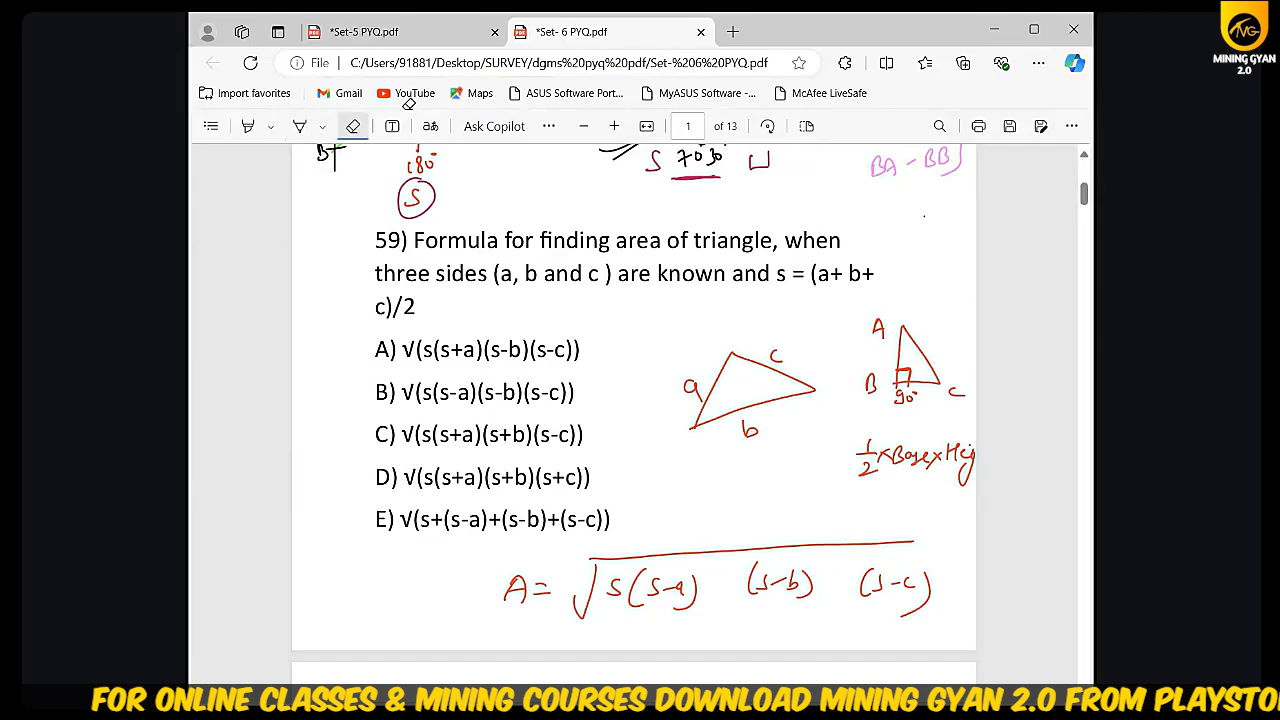 MINING GYAN
2.0
*Set-5 PYQ.pdf
*Set- 6 PYQ.pdf
File C:/Users/91881/Desktop/SURVEY/dgms%20pyq%20pdf/Set-%206%20PYQ.pdf
Import favorites Gmail YouTube Maps ASUS Software Port... MyASUS Software -... McAfee LiveSafe
Ask Copilot 1 of 13
B
180°
S
S 7030' W
BA - BB
59) Formula for finding area of triangle, when
three sides (a, b and c ) are known and s = (a+ b+
c)/2
A) √(s(s+a)(s-b)(s-c))
B) √(s(s-a)(s-b)(s-c))
C) √(s(s+a)(s+b)(s-c))
D) √(s(s+a)(s+b)(s+c))
E) √(s+(s-a)+(s-b)+(s-c))
a
c
b
A
B
90°
C
1/2 × Base × Heig
A = √s(s-a) (s-b) (s-c)
FOR ONLINE CLASSES & MINING COURSES DOWNLOAD MINING GYAN 2.0 FROM PLAYSTO